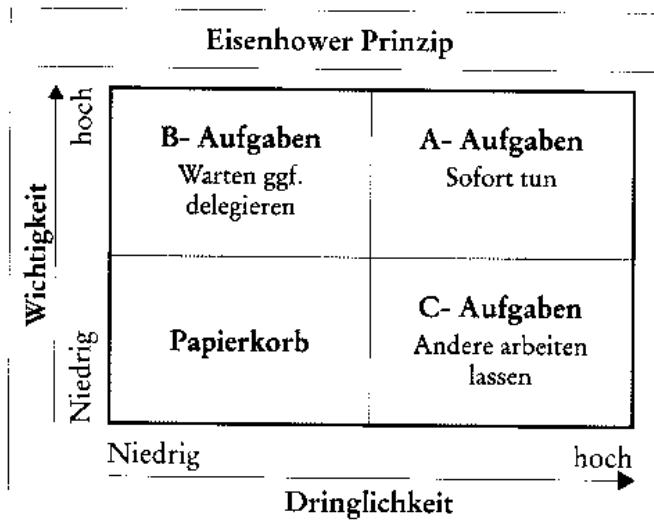 Eisenhower Prinzip
Wichtigkeit
hoch
Niedrig
B- Aufgaben
Warten ggf.
delegieren
A- Aufgaben
Sofort tun
Papierkorb
C- Aufgaben
Andere arbeiten
lassen
Niedrig
hoch
Dringlichkeit